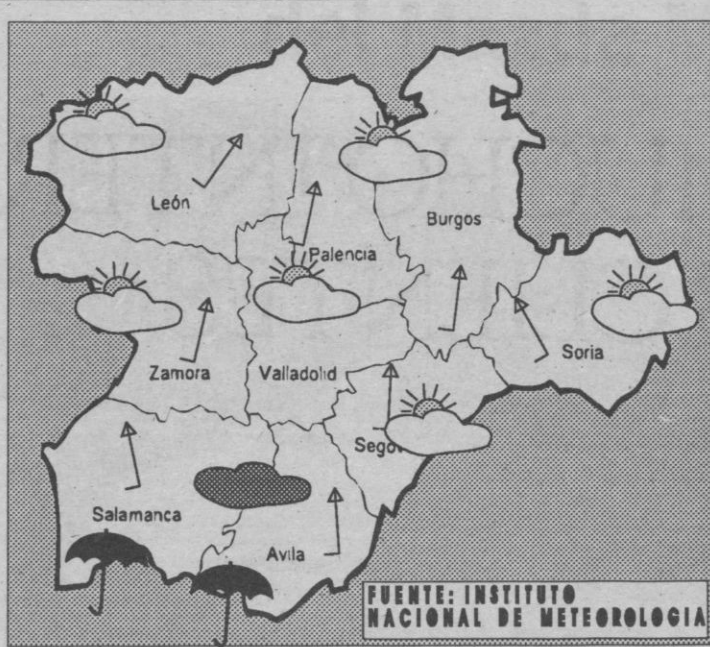 León
Burgos
Palencia
Soria
Zamora
Valladolid
Salamanca
Avila
FUENTE: INSTITUTO
NACIONAL DE METEOROLOGIA